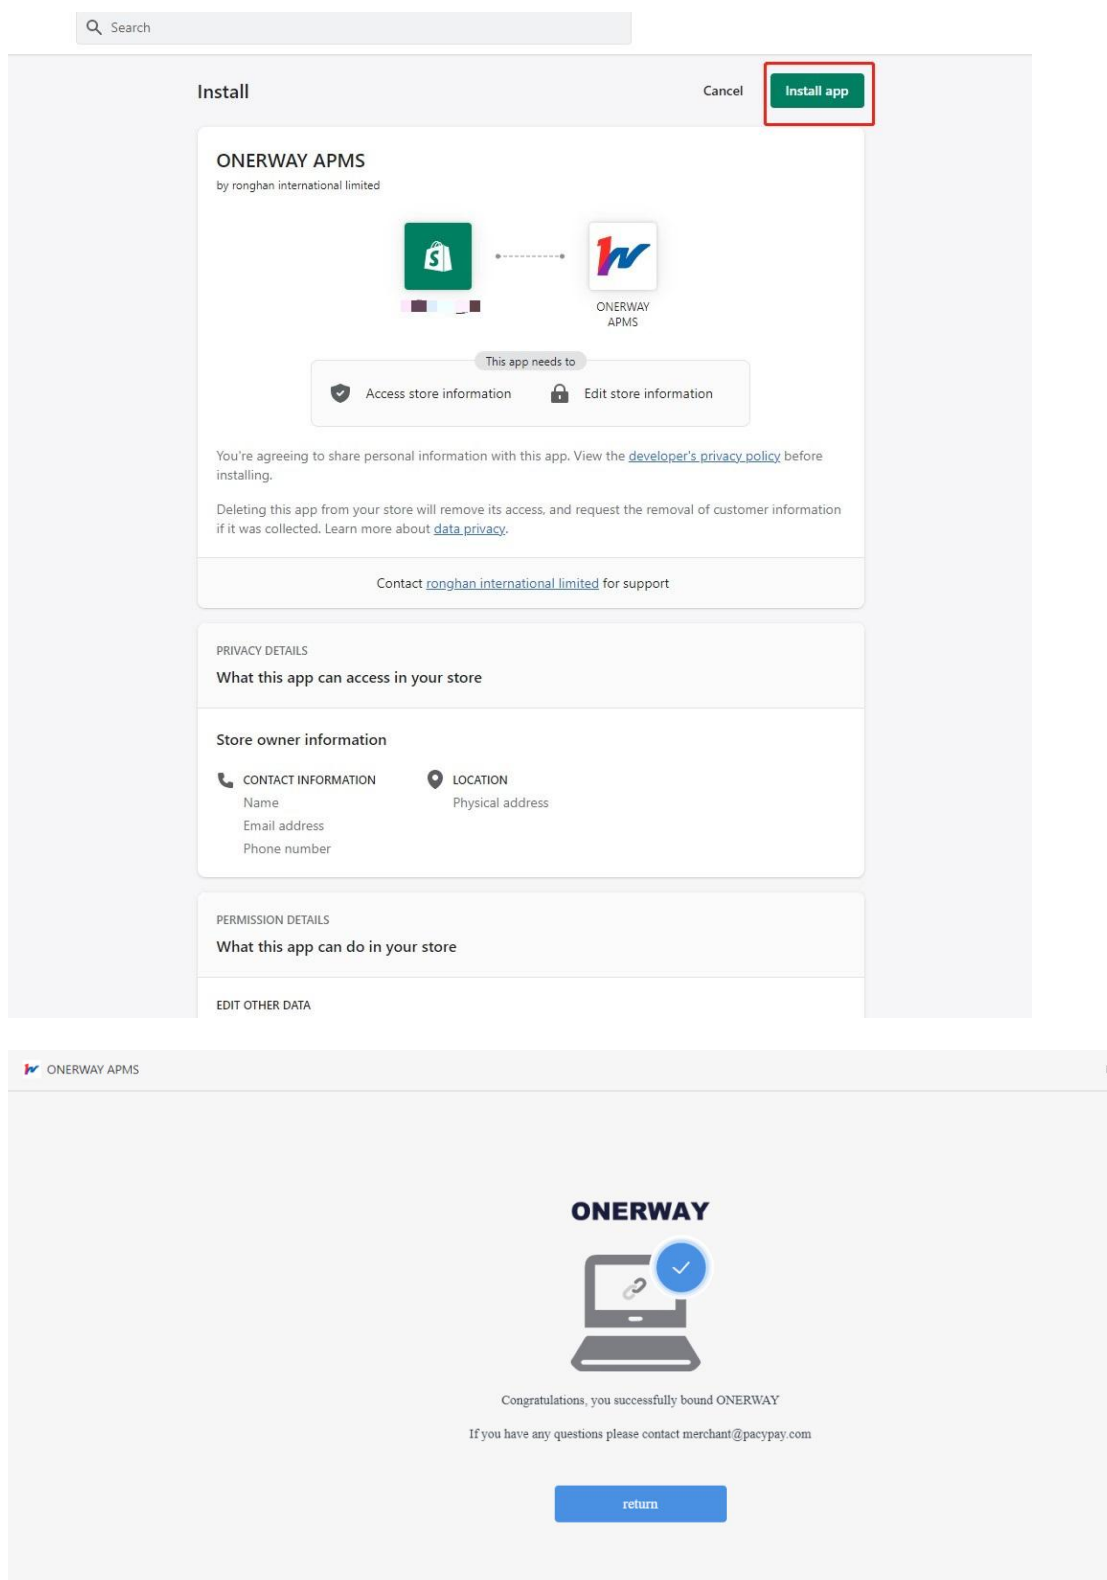 Search
Install
Cancel
Install app
ONERWAY APMS
by ronghan international limited
ONERWAY
APMS
This app needs to
Access store information
Edit store information
You're agreeing to share personal information with this app. View the developer's privacy policy before
installing.
Deleting this app from your store will remove its access, and request the removal of customer information
if it was collected. Learn more about data privacy.
Contact ronghan international limited for support
PRIVACY DETAILS
What this app can access in your store
Store owner information
CONTACT INFORMATION
Name
Email address
Phone number
LOCATION
Physical address
PERMISSION DETAILS
What this app can do in your store
EDIT OTHER DATA
ONERWAY APMS
ONERWAY
Congratulations, you successfully bound ONERWAY
If you have any questions please contact merchant@pacypay.com
return